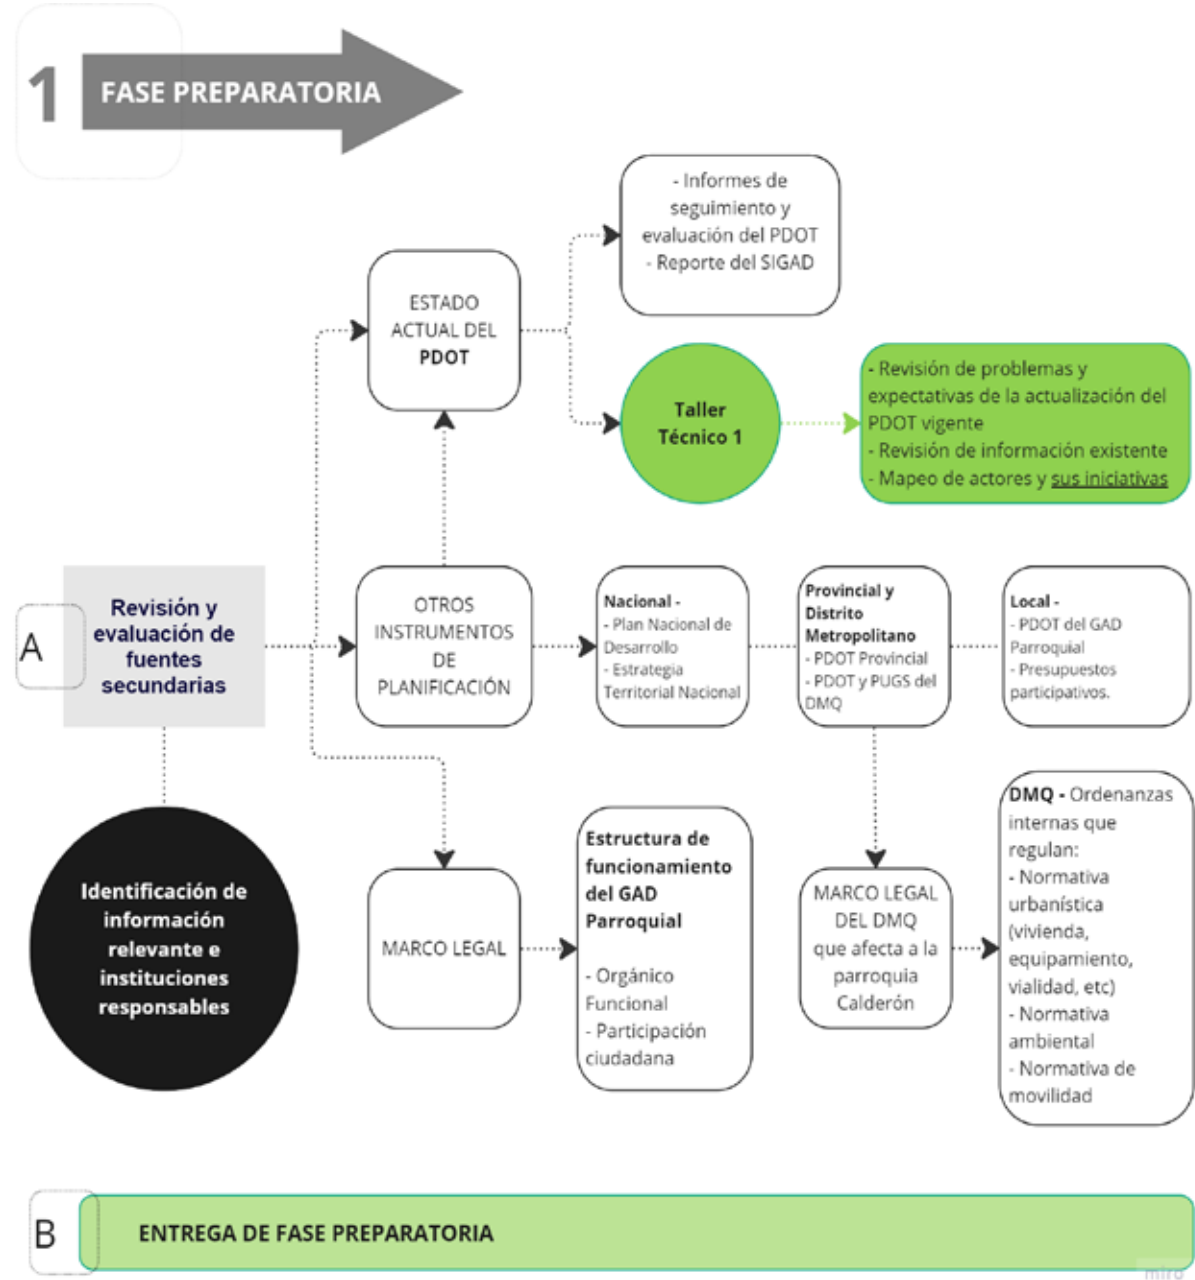 1
FASE PREPARATORIA
- Informes de
seguimiento y
evaluación del PDOT
- Reporte del SIGAD
ESTADO
ACTUAL DEL
PDOT
Taller
Técnico 1
- Revisión de problemas y
expectativas de la actualización del
PDOT vigente
- Revisión de información existente
- Mapeo de actores y sus iniciativas
A
Revisión y
evaluación de
fuentes
secundarias
OTROS
INSTRUMENTOS
DE
PLANIFICACIÓN
Nacional -
- Plan Nacional de
Desarrollo
- Estrategia
Territorial Nacional
Provincial y
Distrito
Metropolitano
- PDOT Provincial
- PDOT y PUGS del
DMQ
Local -
- PDOT del GAD
Parroquial
- Presupuestos
participativos.
Identificación de
información
relevante e
instituciones
responsables
MARCO LEGAL
Estructura de
funcionamiento
del GAD
Parroquial
- Orgánico
Funcional
- Participación
ciudadana
MARCO LEGAL
DEL DMQ
que afecta a la
parroquia
Calderón
DMQ - Ordenanzas
internas que
regulan:
- Normativa
urbanística
(vivienda,
equipamiento,
vialidad, etc)
- Normativa
ambiental
- Normativa de
movilidad
B
ENTREGA DE FASE PREPARATORIA
miro